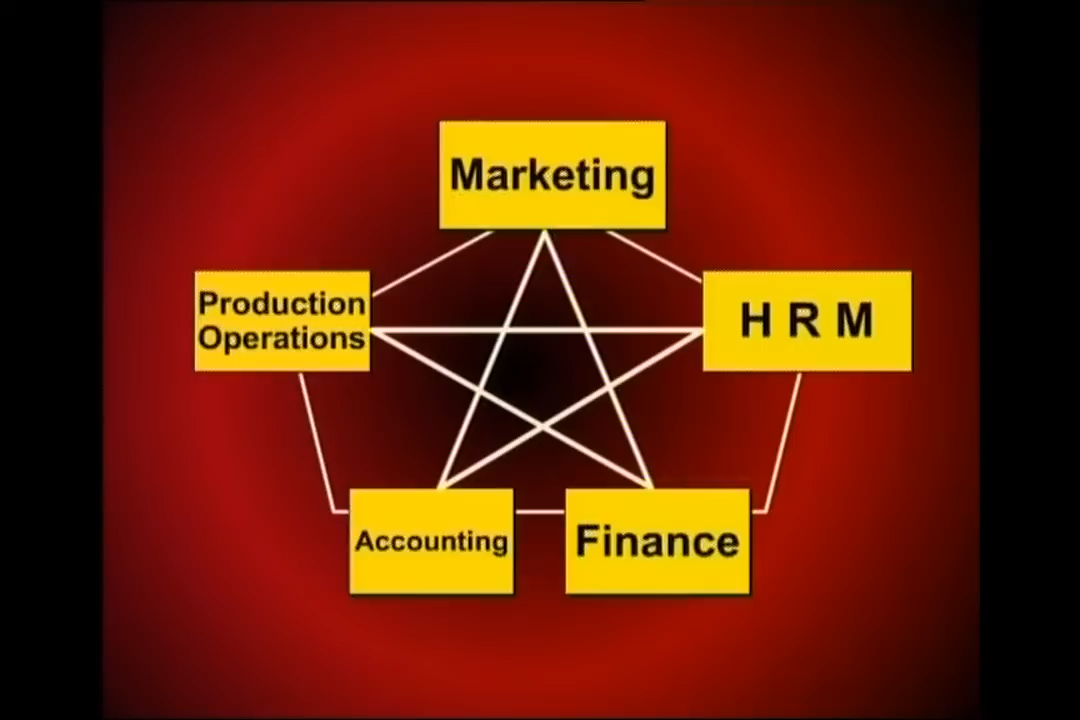 Marketing
Production
Operations
H R M
Accounting
Finance